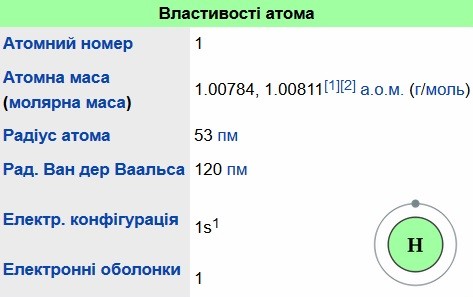 Властивості атома
Атомний номер 1
Атомна маса
(молярна маса) 1.00784, 1.00811[1][2] а.о.м. (г/моль)
Радіус атома 53 пм
Рад. Ван дер Ваальса 120 пм
Електр. конфігурація 1s1
Електронні оболонки 1
H